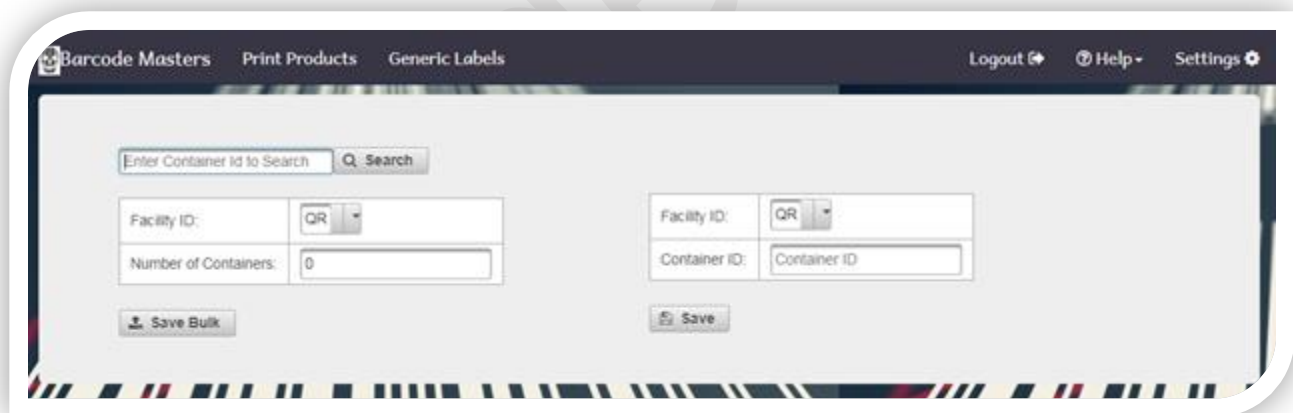 Barcode Masters Print Products Generic Labels Logout Help Settings
Enter Container Id to Search Search
Facility ID: QR
Number of Containers: 0
Save Bulk
Facility ID: QR
Container ID: Container ID
Save